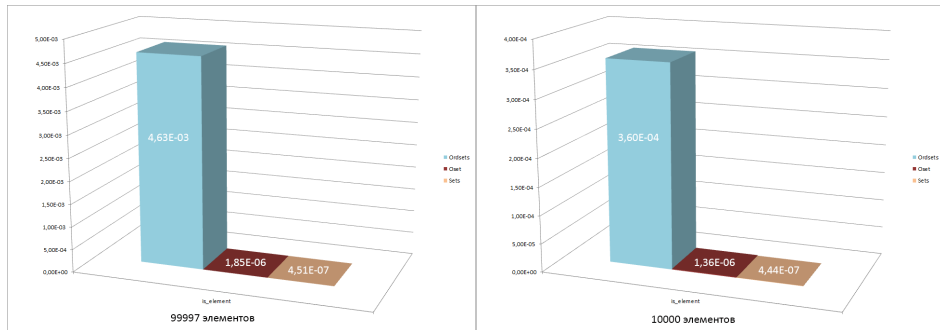 5,00E-03
4,50E-03
4,00E-03
3,50E-03
3,00E-03
2,50E-03
2,00E-03
1,50E-03
1,00E-03
5,00E-04
0,00E+00
4,63E-03
1,85E-06
4,51E-07
Ordsets
Oset
Sets
is_element
99997 элементов
4,00E-04
3,50E-04
3,00E-04
2,50E-04
2,00E-04
1,50E-04
1,00E-04
5,00E-05
0,00E+00
3,60E-04
1,36E-06
4,44E-07
Ordsets
Oset
Sets
is_element
10000 элементов